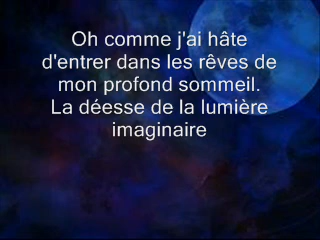 Oh comme j'ai hâte
d'entrer dans les rêves de
mon profond sommeil.
La déesse de la lumière
imaginaire